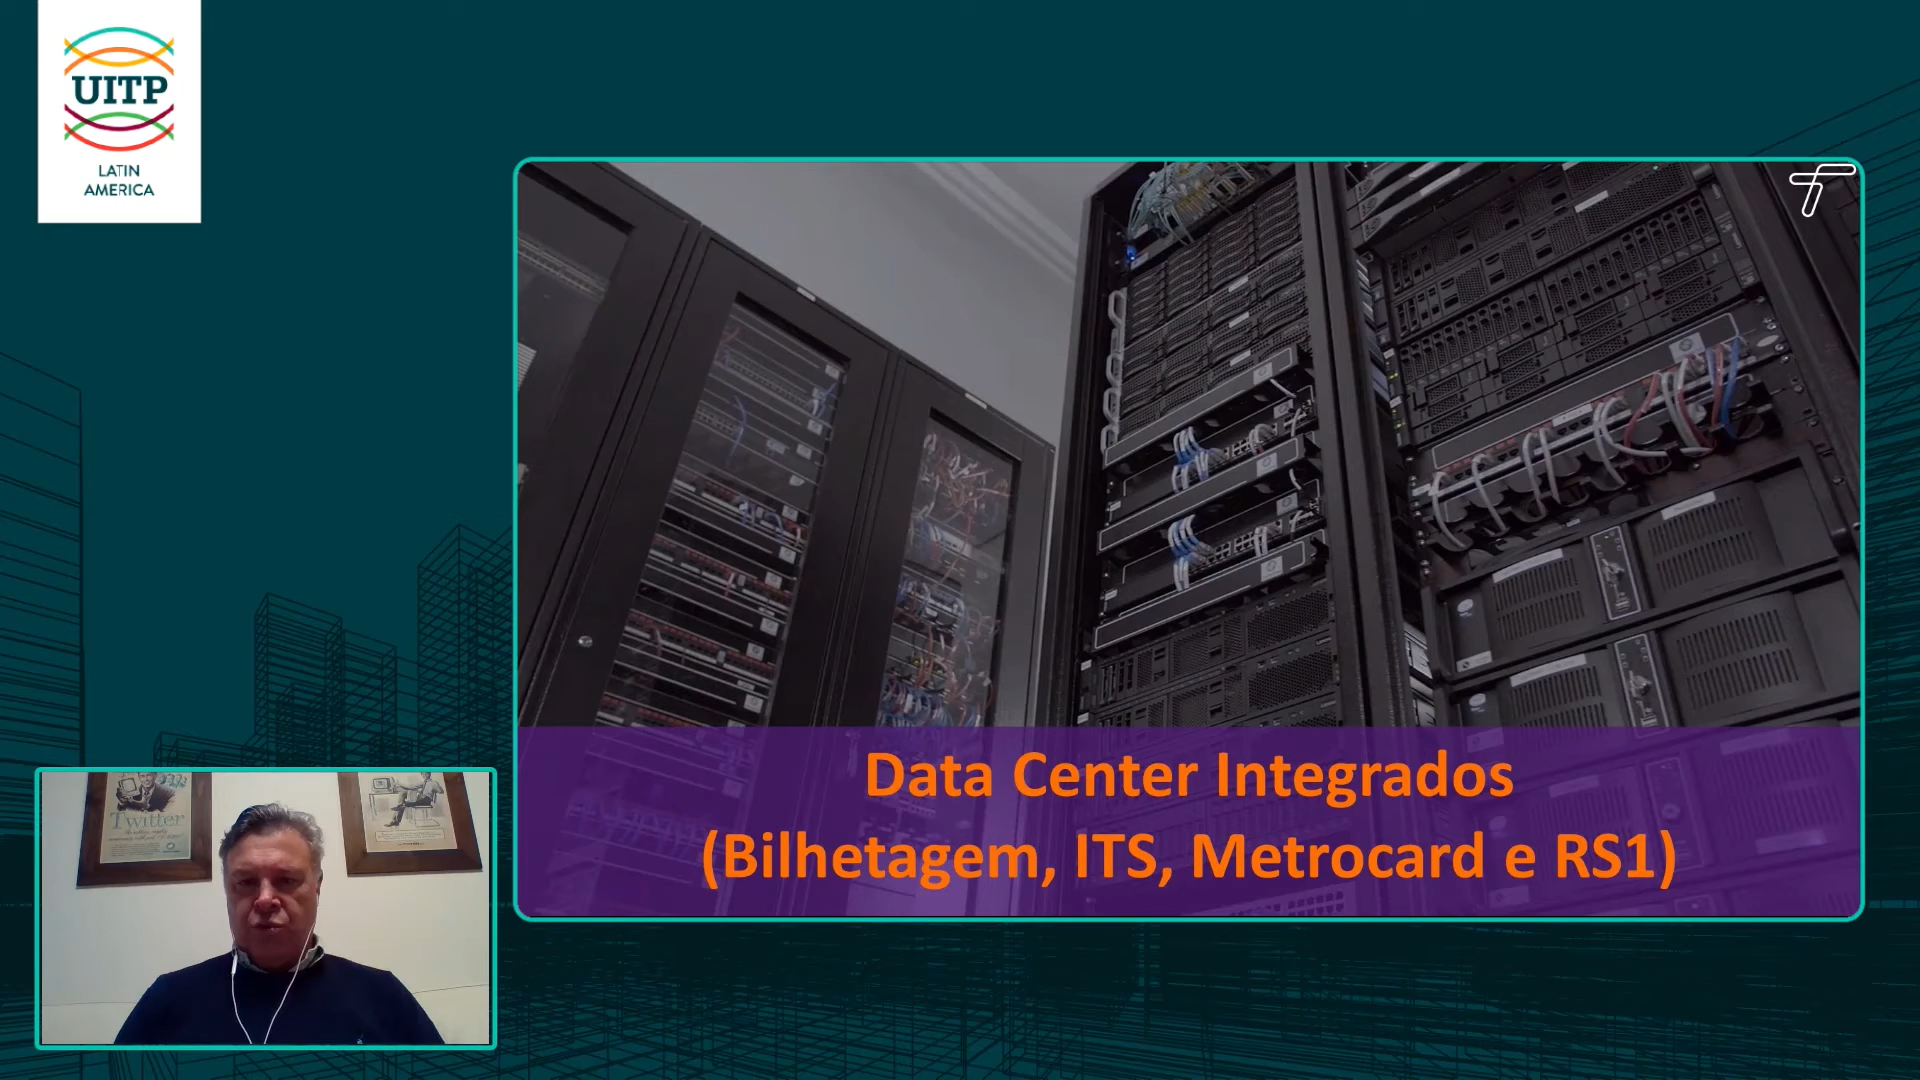 UITP
LATIN
AMERICA
Data Center Integrados
(Bilhetagem, ITS, Metrocard e RS1)
Twitter